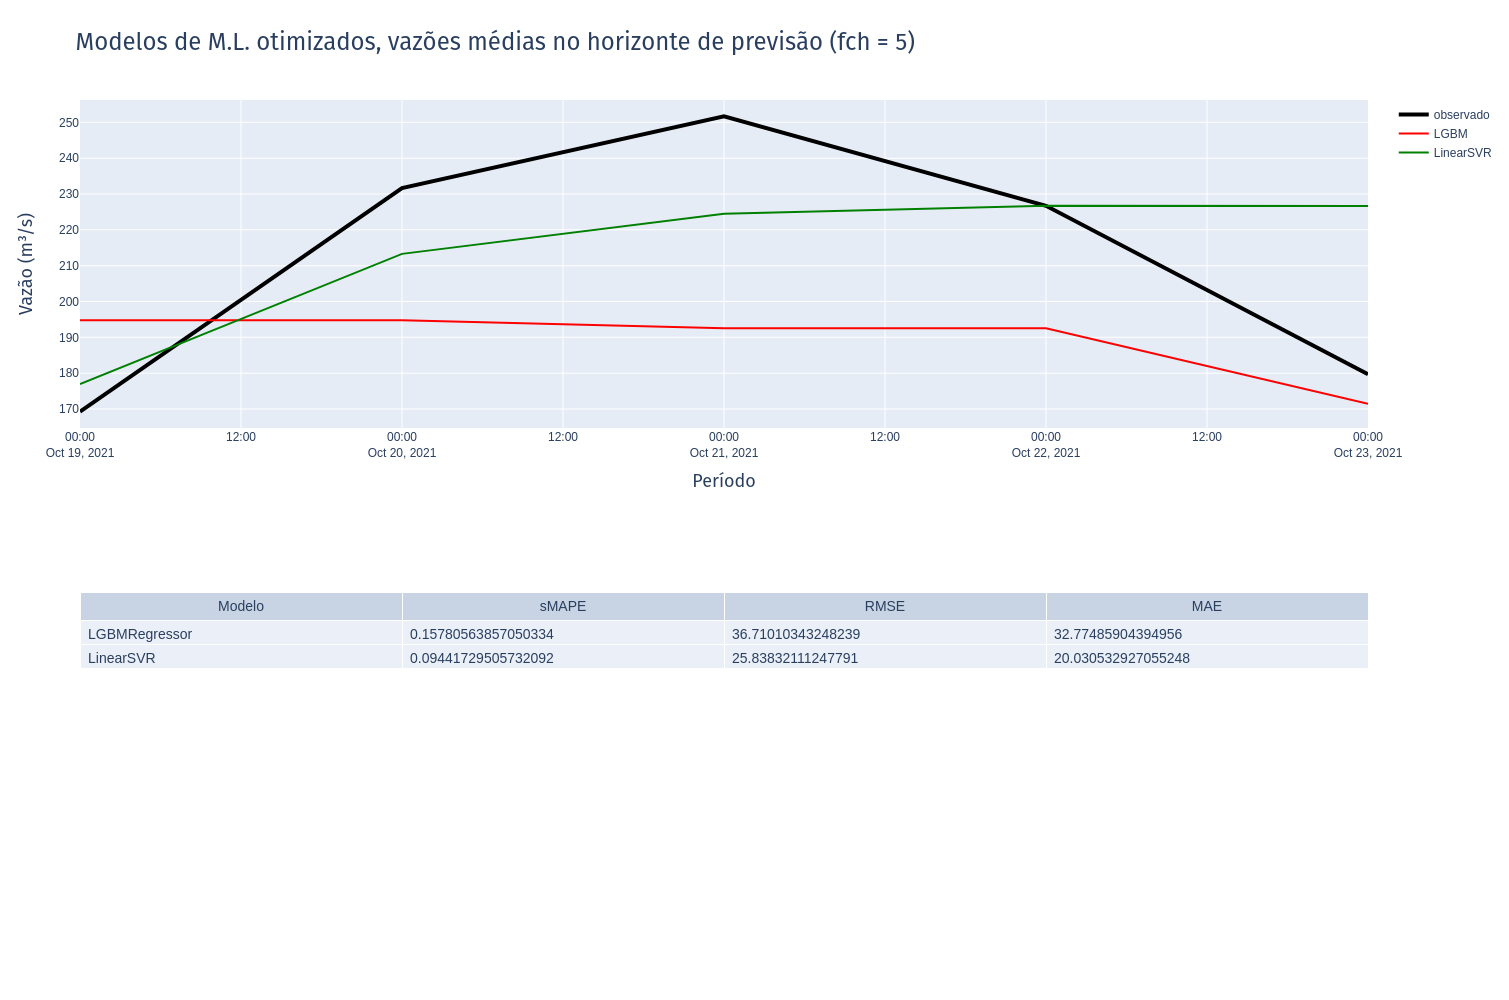 Modelos de M.L. otimizados, vazões médias no horizonte de previsão (fch = 5)
observado
LGBM
LinearSVR
Vazão (m³/s)
250
240
230
220
210
200
190
180
170
00:00 12:00 00:00 12:00 00:00 12:00 00:00 12:00 00:00
Oct 19, 2021 Oct 20, 2021 Oct 21, 2021 Oct 22, 2021 Oct 23, 2021
Período
Modelo sMAPE RMSE MAE
LGBMRegressor 0.15780563857050334 36.71010343248239 32.77485904394956
LinearSVR 0.09441729505732092 25.83832111247791 20.030532927055248